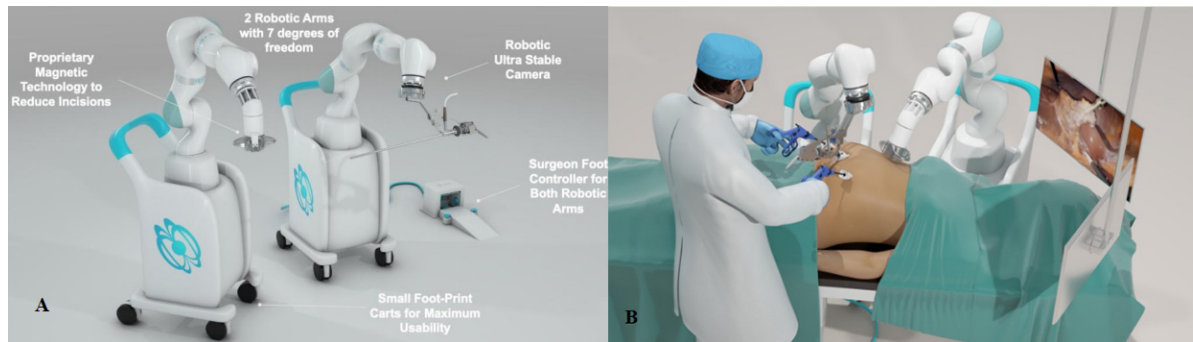 2 Robotic Arms
with 7 degrees of
freedom
Proprietary
Magnetic
Technology to
Reduce Incisions
Robotic
Ultra Stable
Camera
Surgeon Foot
Controller for
Both Robotic
Arms
Small Foot-Print
Carts for Maximum
Usability
A
B